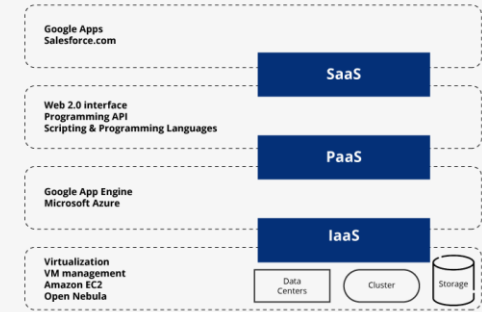 Google Apps
Salesforce.com
SaaS
Web 2.0 interface
Programming API
Scripting & Programming Languages
PaaS
Google App Engine
Microsoft Azure
IaaS
Virtualization
VM management
Amazon EC2
Open Nebula
Data
Centers
Cluster
Storage